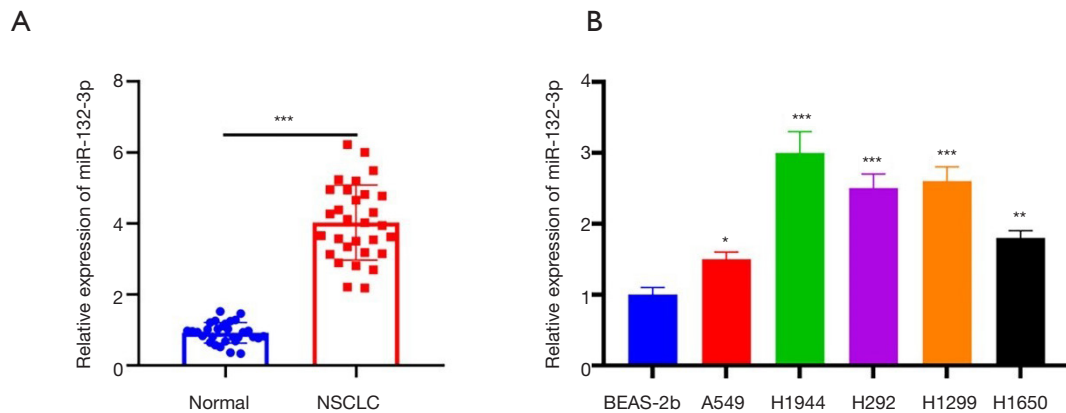 A
Relative expression of miR-132-3p
8
6
4
2
0
***
Normal NSCLC
B
Relative expression of miR-132-3p
4
3
2
1
0
*
***
***
***
**
BEAS-2b A549 H1944 H292 H1299 H1650